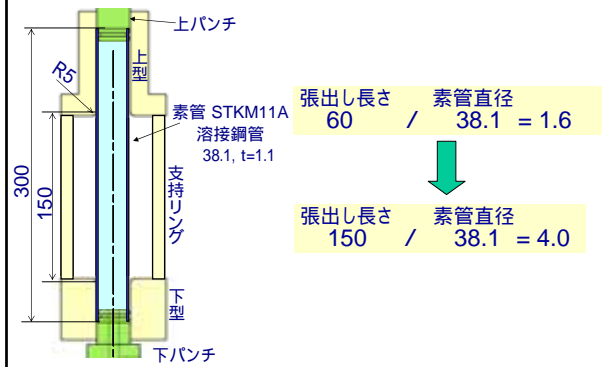 上パンチ
上型
R5
素管 STKM11A
溶接鋼管
38.1, t=1.1
300
150
支持リング
下型
下パンチ
張出し長さ 素管直径
60 / 38.1 = 1.6
張出し長さ 素管直径
150 / 38.1 = 4.0